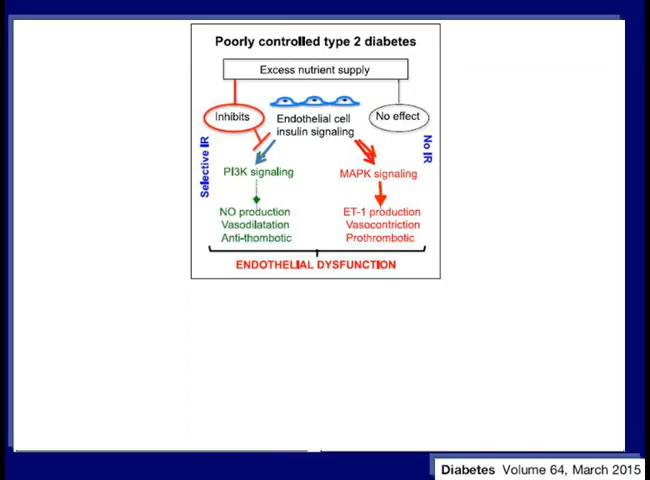 Poorly controlled type 2 diabetes
Excess nutrient supply
Inhibits
Endothelial cell
insulin signaling
No effect
Selective IR
No IR
PI3K signaling
MAPK signaling
NO production
Vasodilatation
Anti-thombotic
ET-1 production
Vasocontriction
Prothrombotic
ENDOTHELIAL DYSFUNCTION
Diabetes Volume 64, March 2015